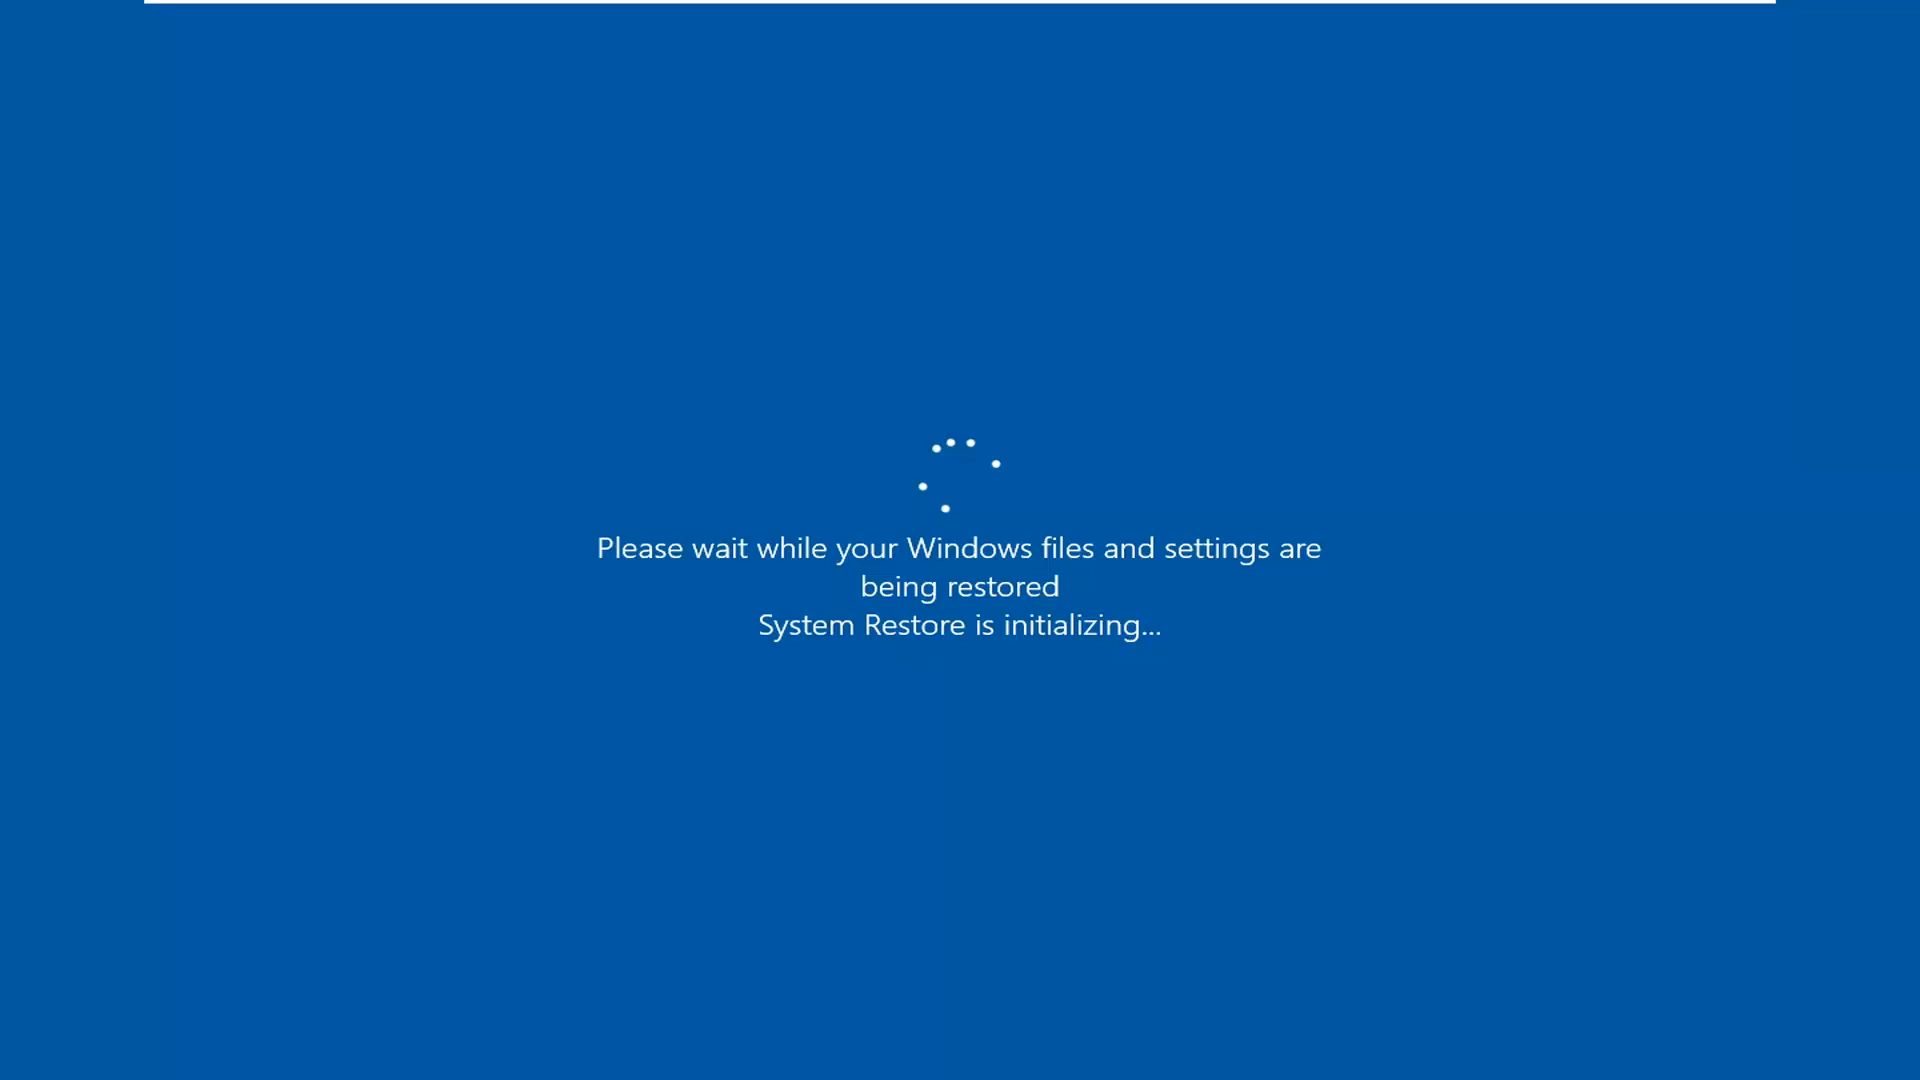 Please wait while your Windows files and settings are
being restored
System Restore is initializing...